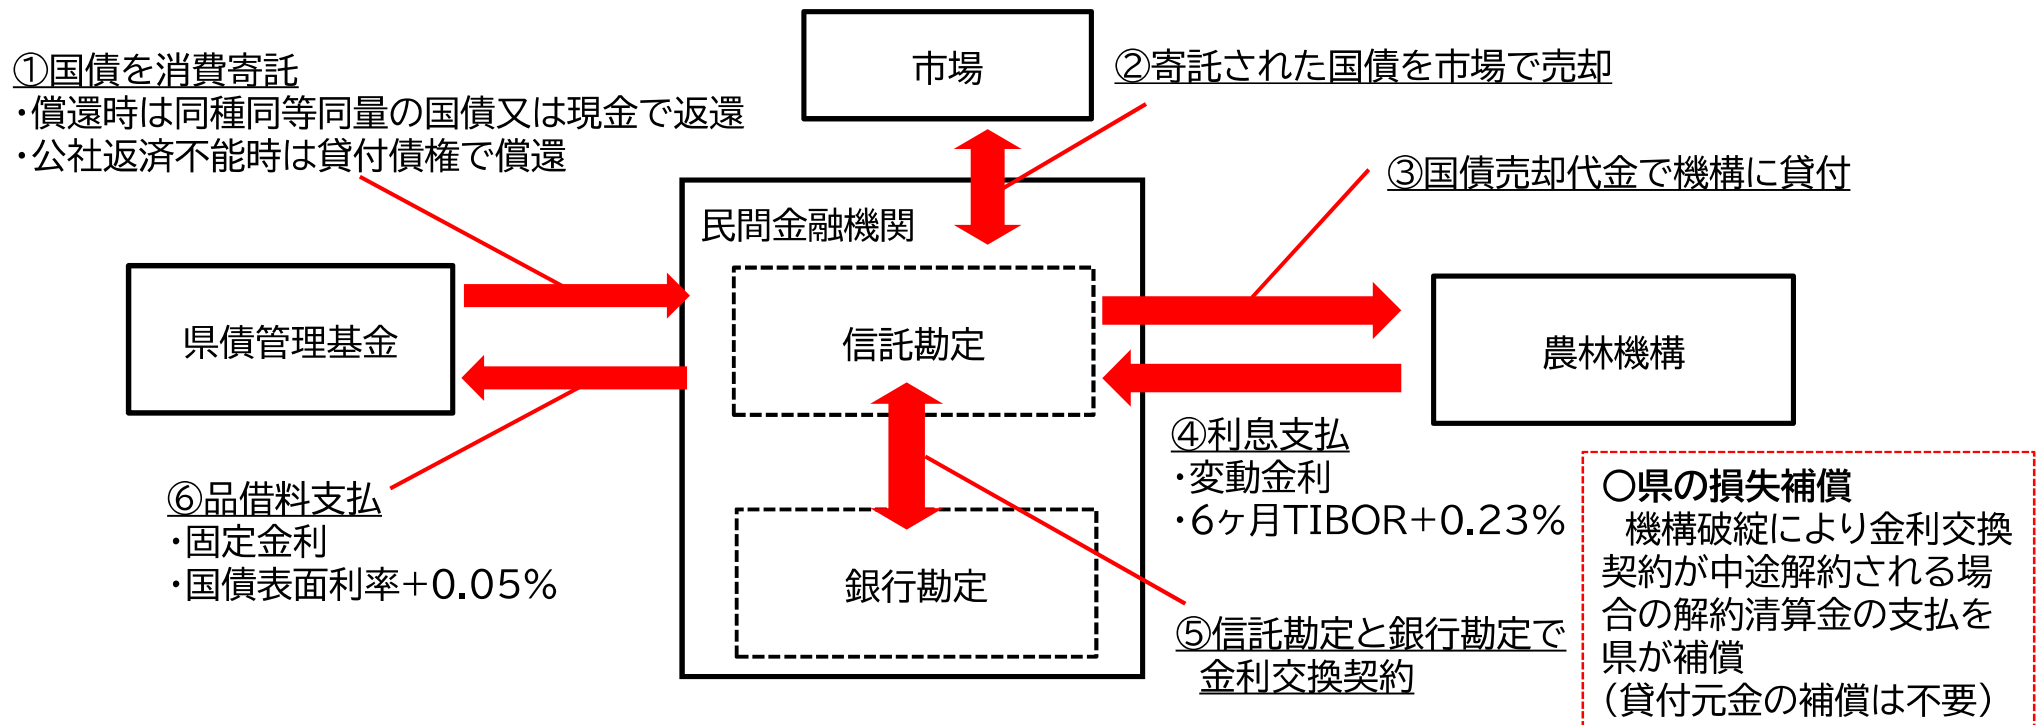 市場
①国債を消費寄託
・償還時は同種同等同量の国債又は現金で返還
・公社返済不能時は貸付債権で償還
②寄託された国債を市場で売却
③国債売却代金で機構に貸付
民間金融機関
県債管理基金
信託勘定
農林機構
④利息支払
・変動金利
・6ヶ月TIBOR+0.23%
⑥品借料支払
・固定金利
・国債表面利率+0.05%
銀行勘定
⑤信託勘定と銀行勘定で
金利交換契約
○県の損失補償
機構破綻により金利交換
契約が中途解約される場
合の解約清算金の支払を
県が補償
(貸付元金の補償は不要)